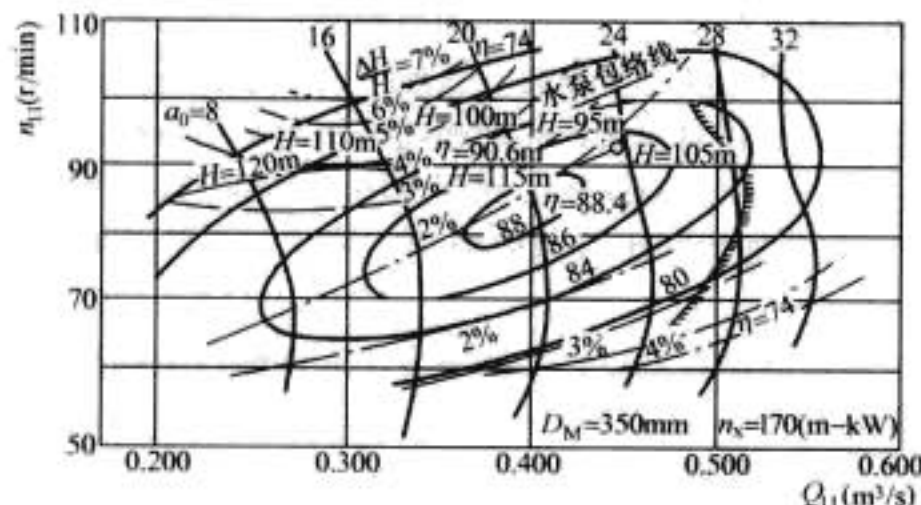 110
90
70
50
n₁₁(r/min)
16
20
24
28
32
a₀=8
ΔH/H=7%
η=74
6%
5%
4%
3%
2%
水泵包络线
H=100m
H=95m
H=110m
η=90.6m
H=105m
H=120m
H=115m
η=88.4
88
86
84
80
2%
3%
4%
η=74
D_M=350mm n_s=170(m-kW)
0.200 0.300 0.400 0.500 0.600
Q₁₁(m³/s)